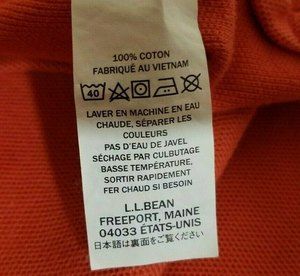 100% COTON
FABRIQUÉ AU VIETNAM
40
LAVER EN MACHINE EN EAU
CHAUDE, SÉPARER LES
COULEURS
PAS D'EAU DE JAVEL
SÉCHAGE PAR CULBUTAGE
BASSE TEMPÉRATURE,
SORTIR RAPIDEMENT
FER CHAUD SI BESOIN
L.L.BEAN
FREEPORT, MAINE
04033 ÉTATS-UNIS
日本語は裏面をご覧ください